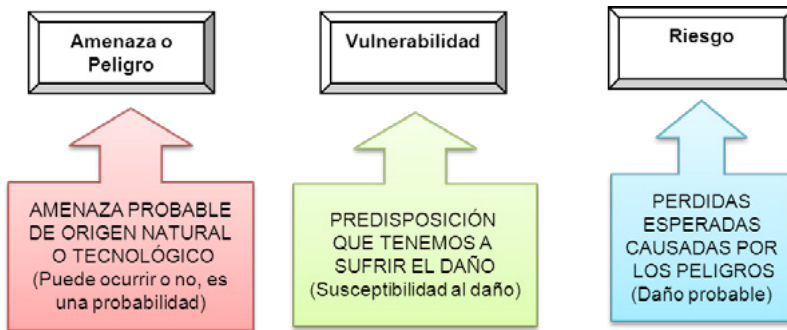 Amenaza o
Peligro
Vulnerabilidad
Riesgo
AMENAZA PROBABLE
DE ORIGEN NATURAL
O TECNOLÓGICO
(Puede ocurrir o no, es
una probabilidad)
PREDISPOSICIÓN
QUE TENEMOS A
SUFRIR EL DAÑO
(Susceptibilidad al daño)
PERDIDAS
ESPERADAS
CAUSADAS POR
LOS PELIGROS
(Daño probable)